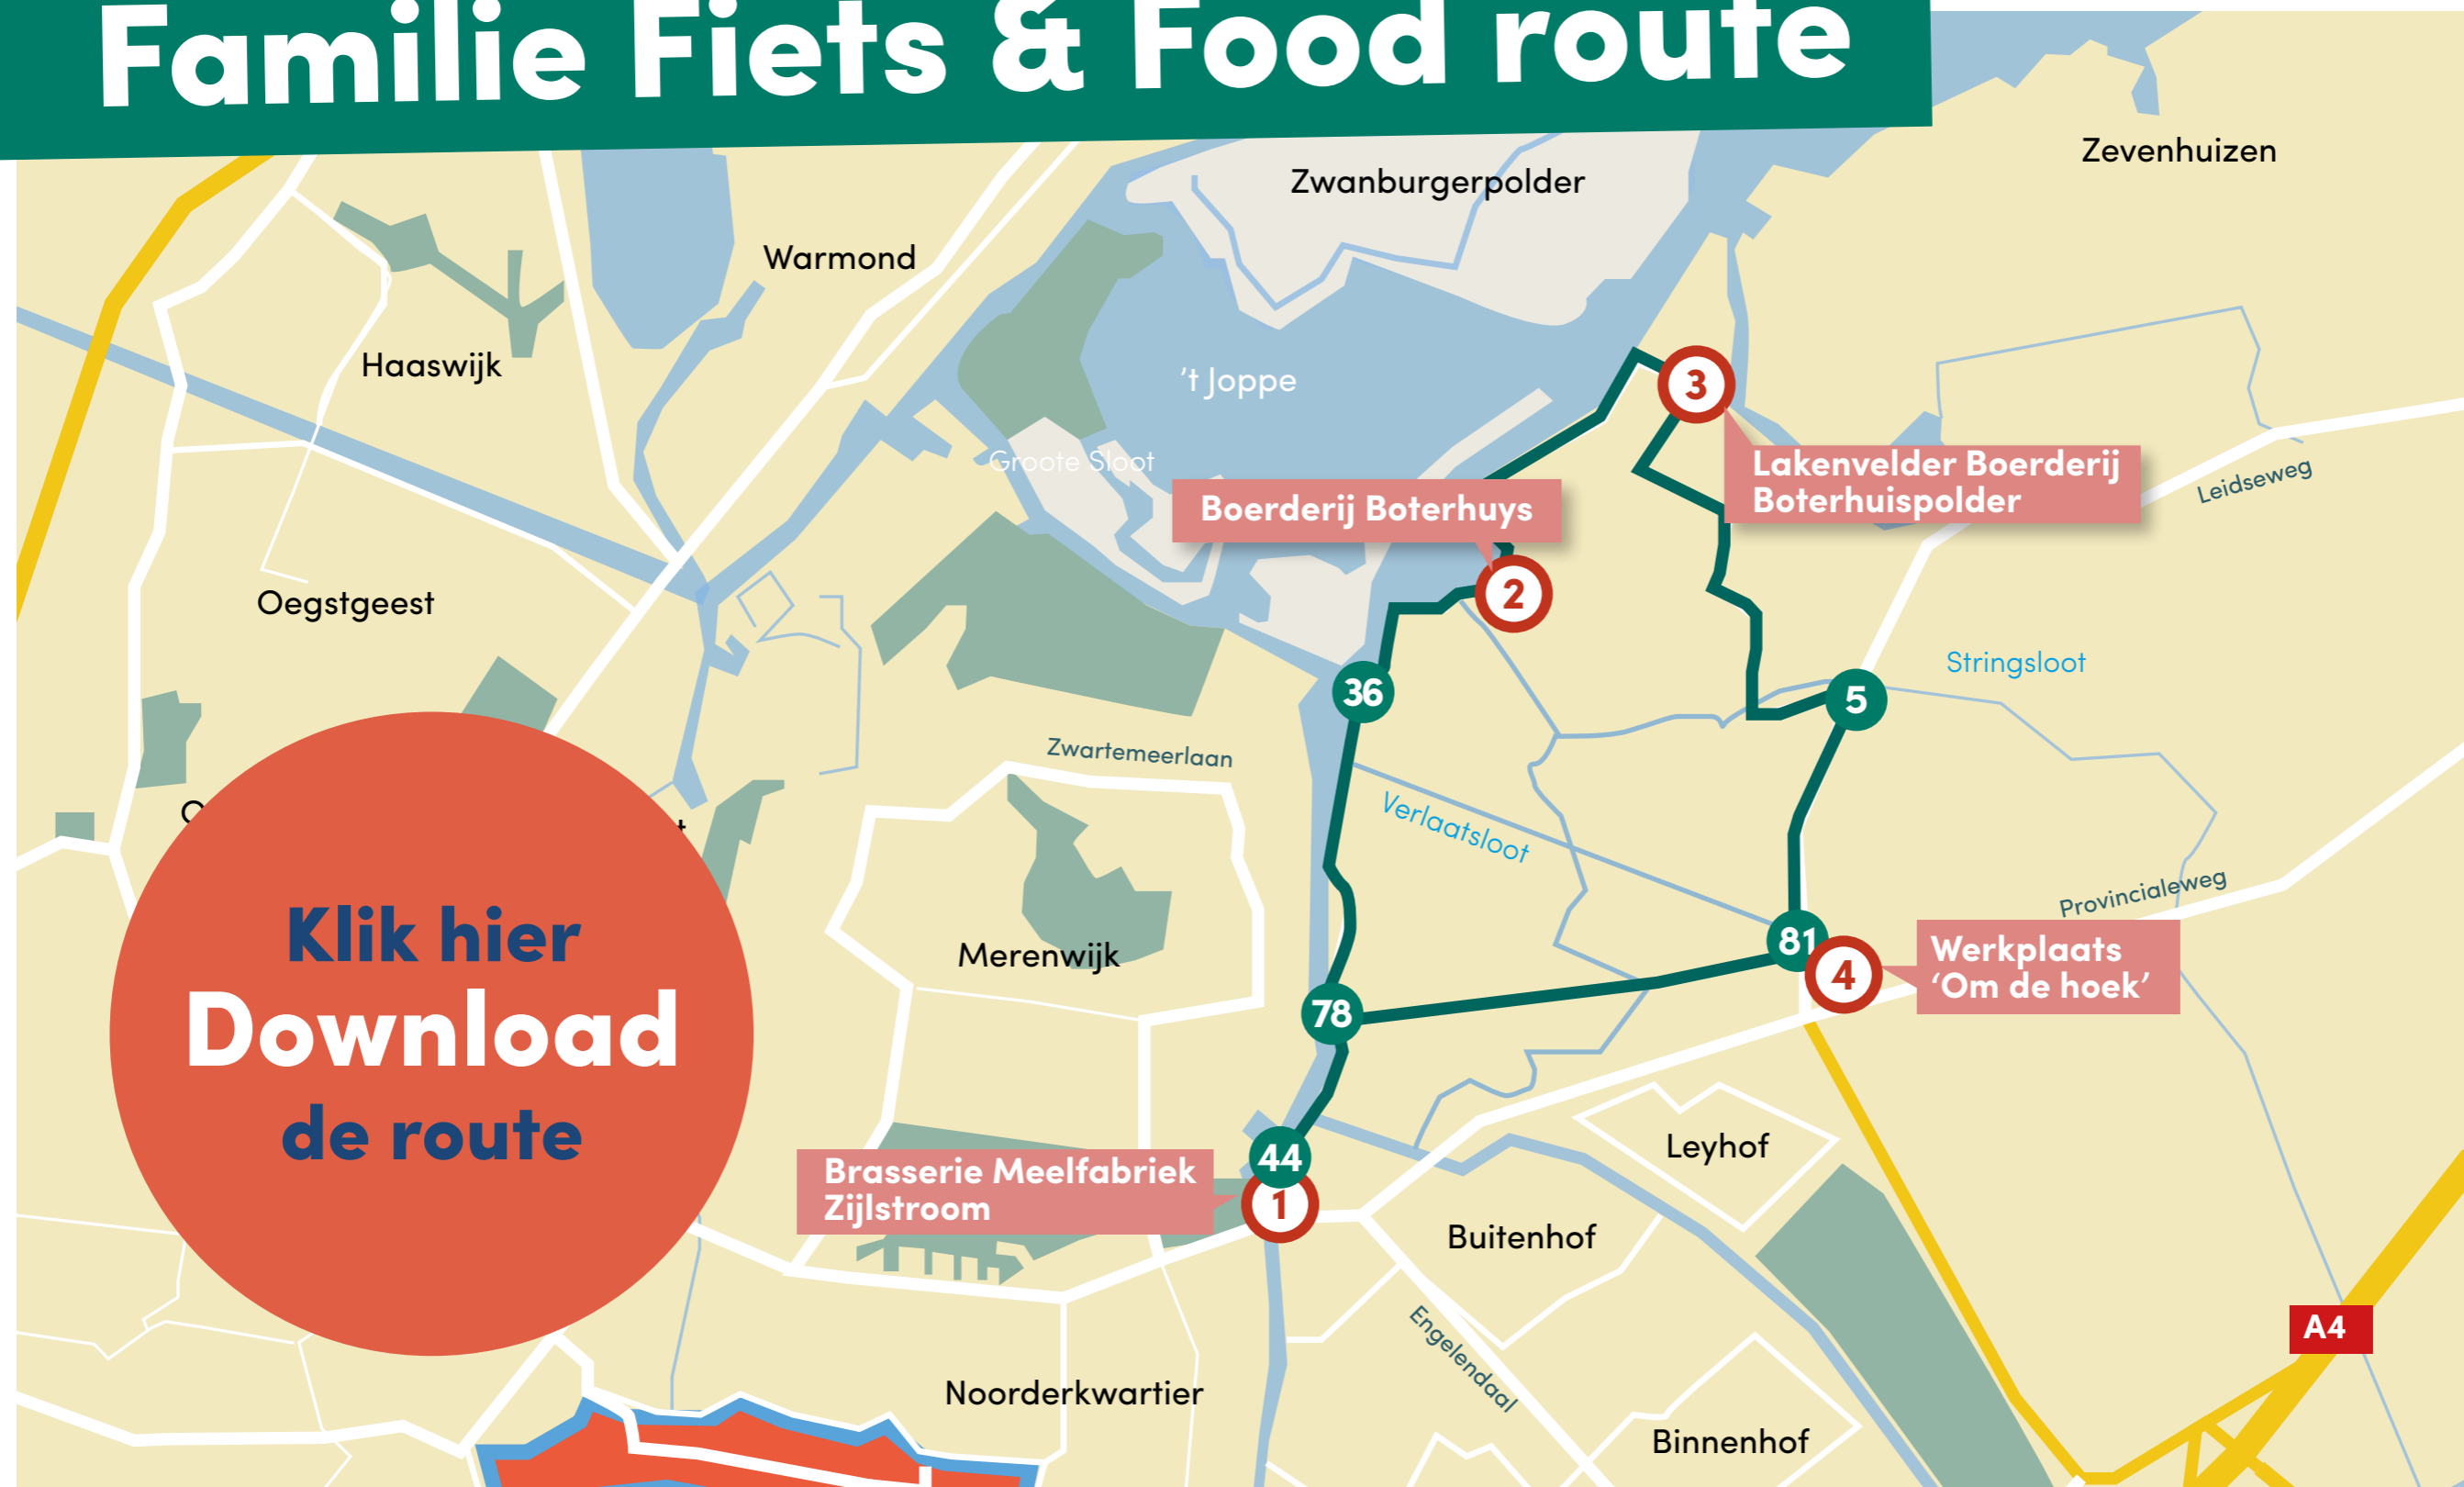 Familie Fiets & Food route
Zevenhuizen
Zwanburgerpolder
Warmond
Haaswijk
't Joppe
3
Groote Sloot
Lakenvelder Boerderij
Boterhuispolder
Leidseweg
Boerderij Boterhuys
2
Oegstgeest
Stringsloot
36
5
Zwartemeerlaan
Verlaatsloot
Provincialeweg
Klik hier
Download
de route
Merenwijk
81
4
Werkplaats
‘Om de hoek’
78
Leyhof
44
1
Brasserie Meelfabriek
Zijlstroom
Buitenhof
Engelendaal
A4
Noorderkwartier
Binnenhof